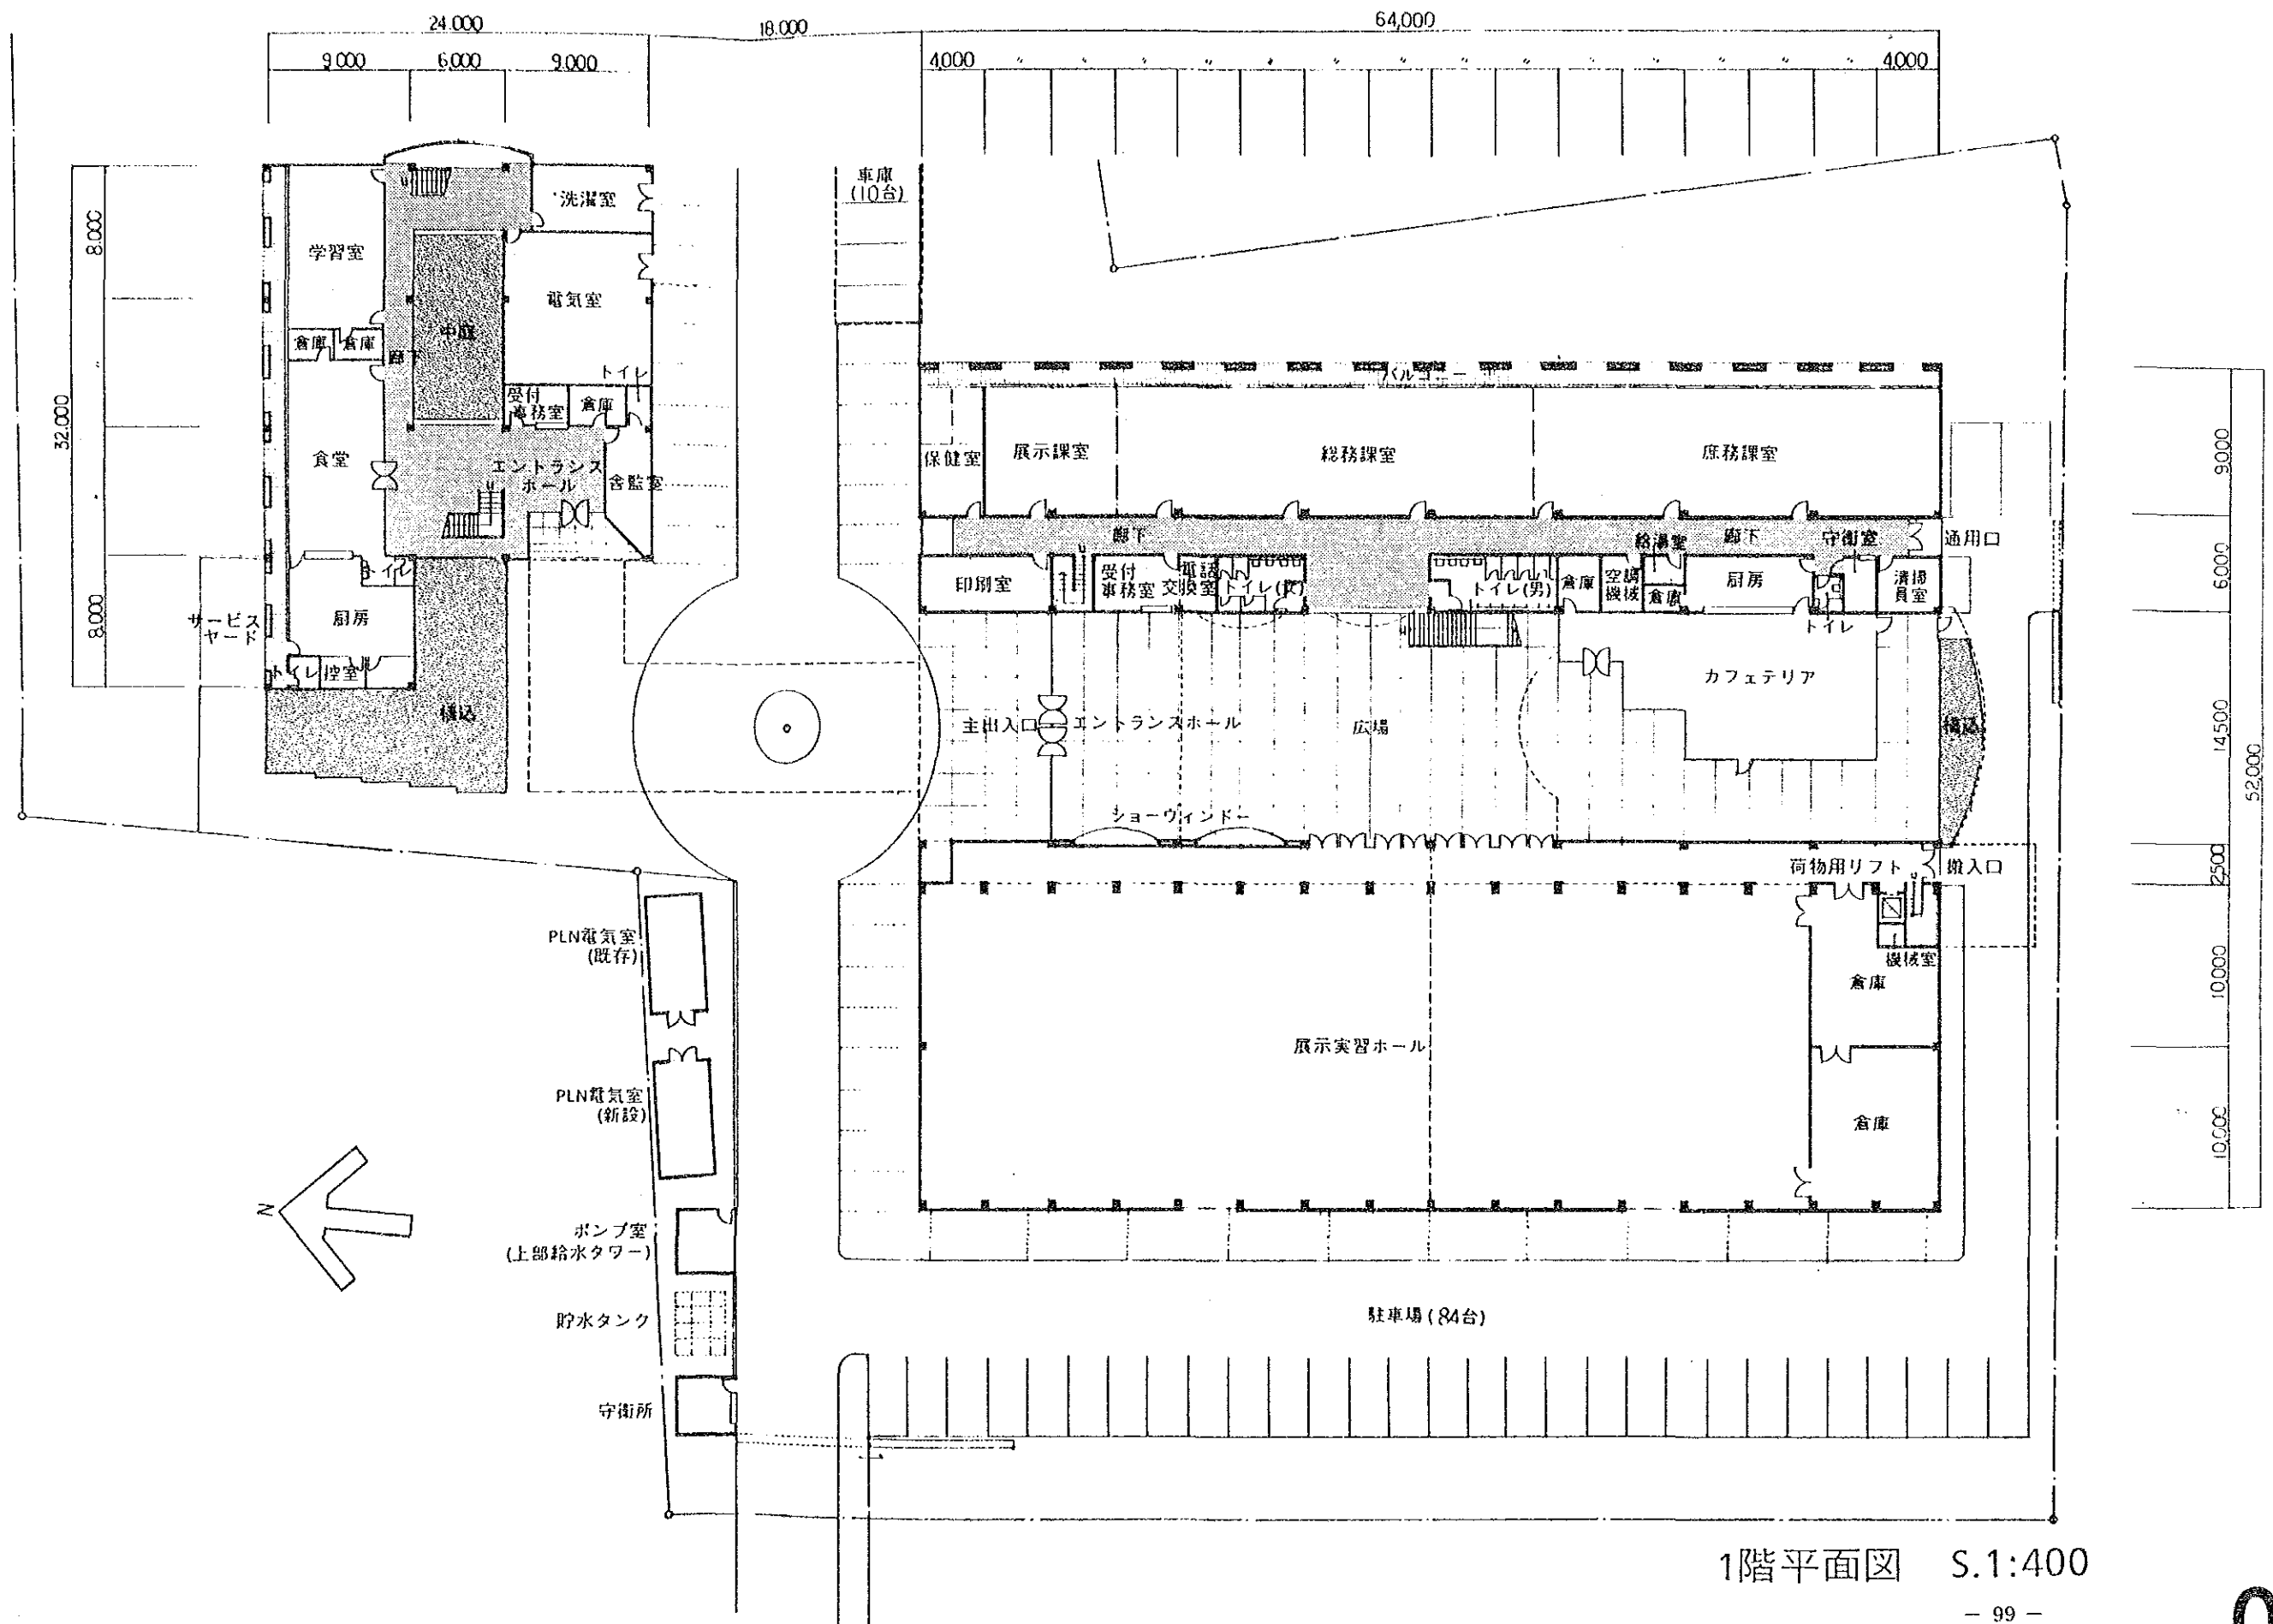 24.000
18.000
64,000
9.000
6,000
9.000
4,000
〃 〃 〃 〃 〃 〃 〃 〃 〃 〃 〃 〃 〃 〃
4.000
車庫
(10台)
洗濯室
学習室
8.000
電気室
中庭
倉庫
倉庫
廊下
トイレ
受付
事務室
倉庫
32.000
食堂
エントランス
ホール
舎監室
バルコニー
保健室
展示課室
総務課室
庶務課室
9000
廊下
給湯室
廊下
守衛室
通用口
トイレ
厨房
8.000
サービス
ヤード
トイレ
控室
植込
印刷室
受付
事務室
電話
交換室
トイレ(女)
トイレ(男)
倉庫
空調
機械
倉庫
厨房
トイレ
清掃
員室
6000
カフェテリア
主出入口
エントランスホール
広場
植込
14,500
52,000
ショーウィンドー
荷物用リフト
搬入口
2500
PLN電気室
(既存)
機械室
倉庫
10,000
展示実習ホール
PLN電気室
(新設)
倉庫
10,000
N
ポンプ室
(上部給水タワー)
貯水タンク
駐車場(84台)
守衛所
1階平面図 S.1:400
－ 99 －